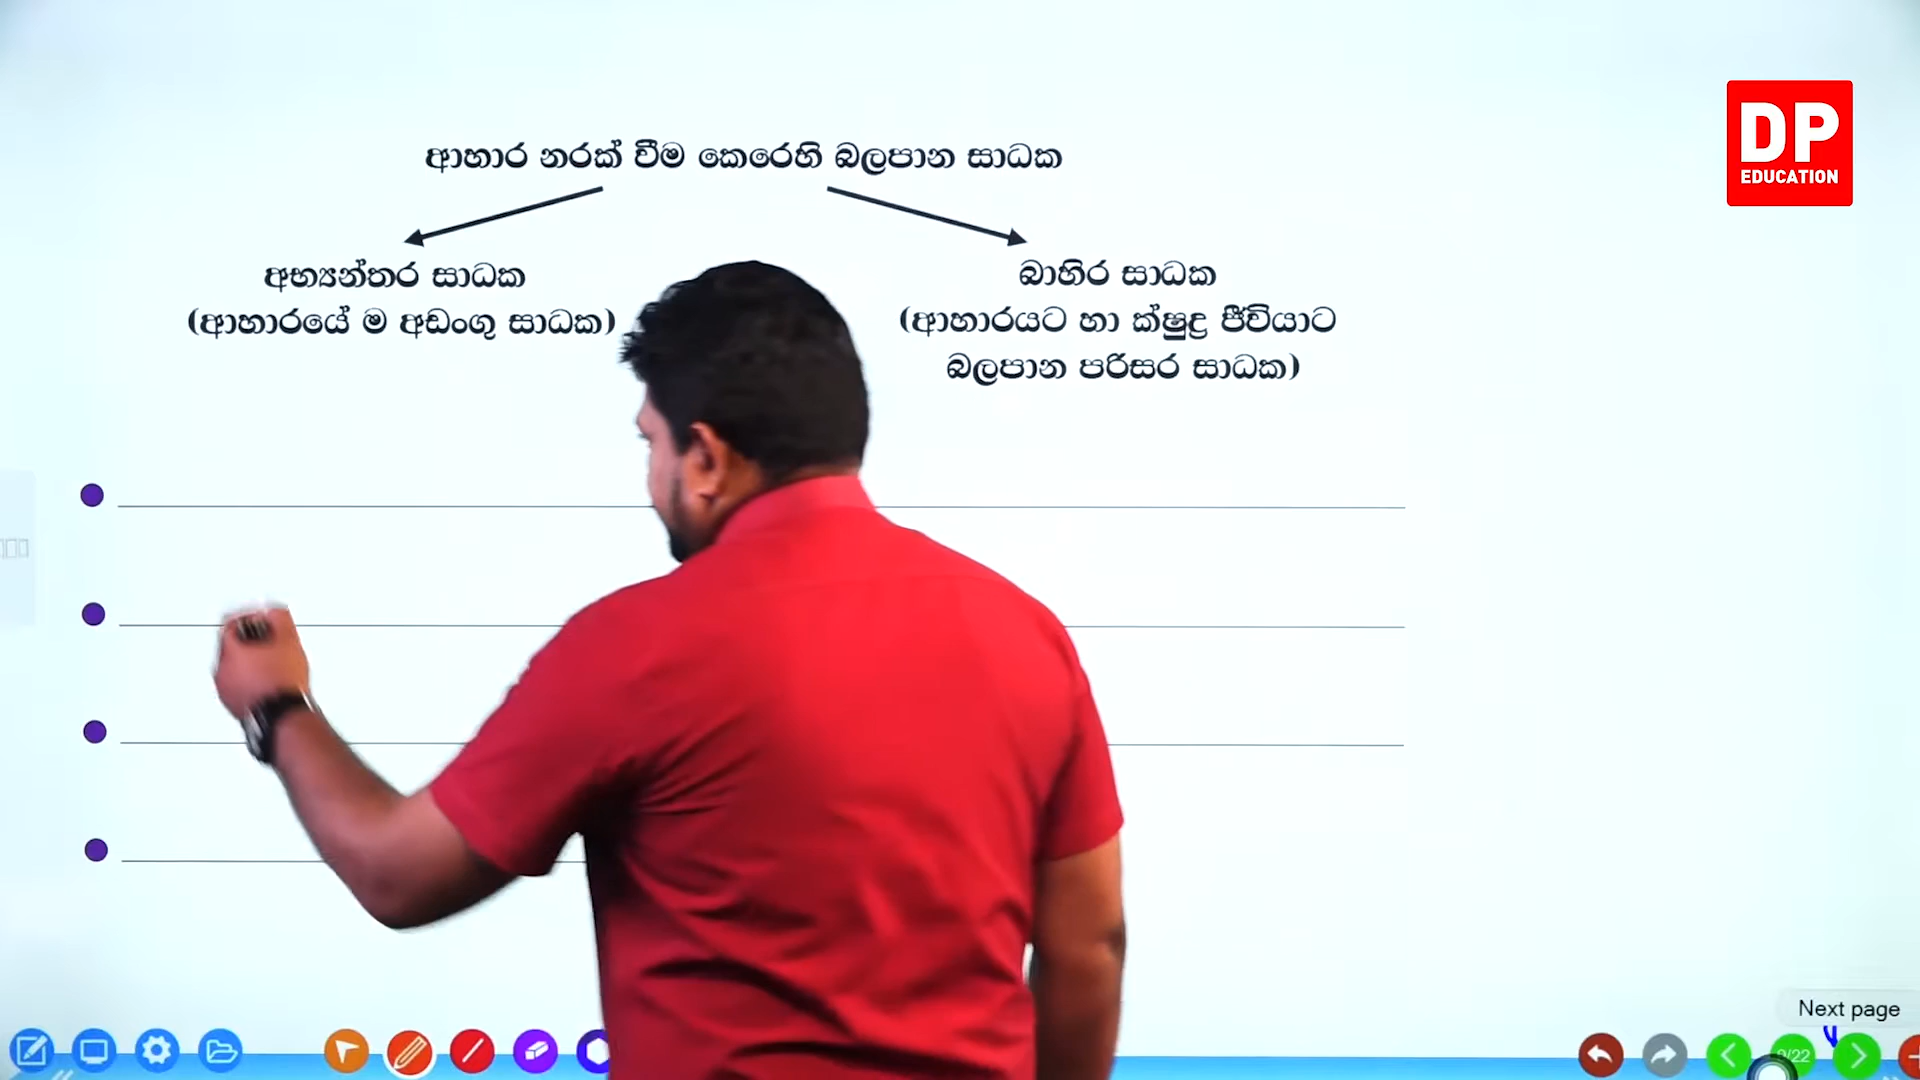 DP
EDUCATION
ආහාර නරක් වීම කෙරෙහි බලපාන සාධක
අභ්‍යන්තර සාධක
(ආහාරයේ ම අඩංගු සාධක)
බාහිර සාධක
(ආහාරයට හා ක්ෂුද්‍ර ජීවියාට
බලපාන පරිසර සාධක)
Next page